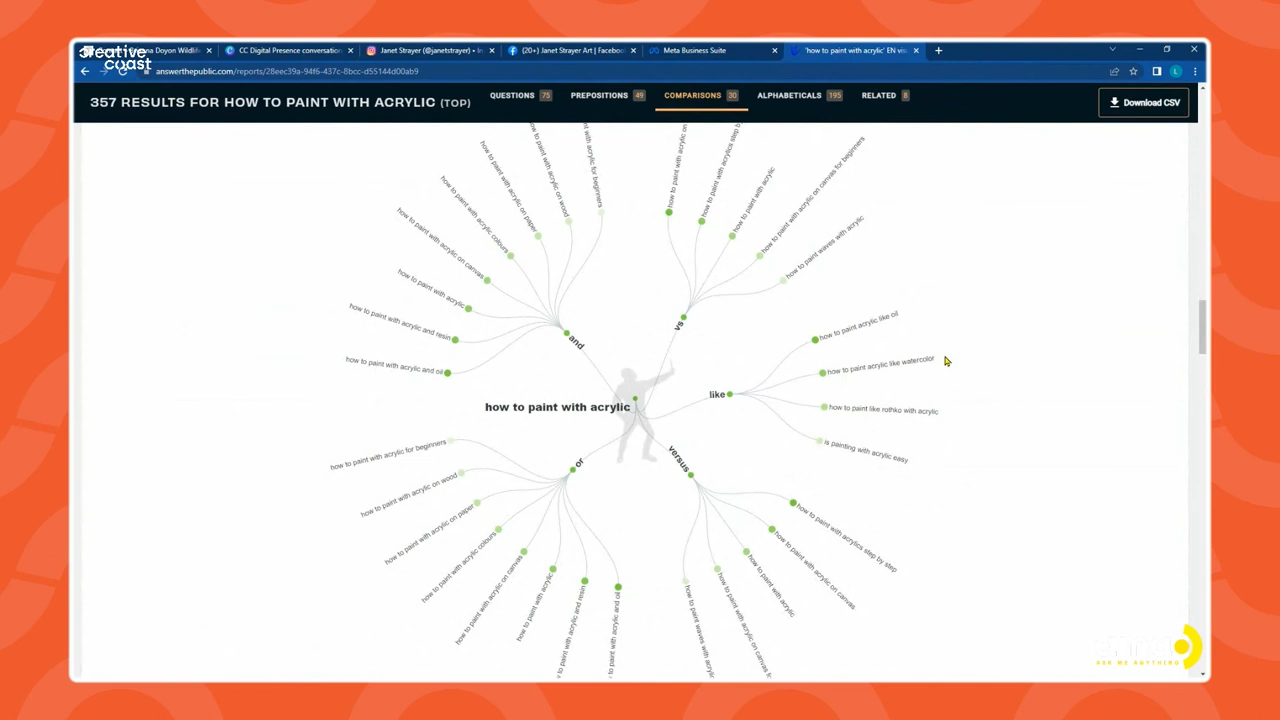 creative
coast
Doyon Wildlife
CC Digital Presence conversation
Janet Strayer (@janetstrayer) • In
(20+) Janet Strayer Art | Facebook
Meta Business Suite
'how to paint with acrylic' EN vis
answerthepublic.com/reports/28eec39a-94f6-437c-8bcc-d55144d00ab9
357 RESULTS FOR HOW TO PAINT WITH ACRYLIC (TOP)
QUESTIONS 75
PREPOSITIONS 49
COMPARISONS 30
ALPHABETICALS 195
RELATED 8
Download CSV
how to paint with acrylic
and
nt with acrylic for beginners
w to paint with acrylic on wood
how to paint with acrylic on paper
how to paint with acrylic colours
how to paint with acrylic on canvas
how to paint with acrylic
how to paint with acrylic and resin
how to paint with acrylic and oil
vs
how to paint with acrylic on
how to paint with acrylics step b
how to paint with acrylic
how to paint with acrylic on canvas for beginners
how to paint waves with acrylic
like
how to paint acrylic like oil
how to paint acrylic like watercolor
how to paint like rothko with acrylic
is painting with acrylic easy
versus
how to paint with acrylics step by step
how to paint with acrylic on canvas
how to paint with acrylic
how to paint with acrylic on canvas f
how to paint waves with acrylic
or
how to paint with acrylic for beginners
how to paint with acrylic on wood
how to paint with acrylic on paper
how to paint with acrylic colours
how to paint with acrylic on canvas
how to paint with acrylic
w to paint with acrylic and resin
how to paint with acrylic and oil
ASK ME ANYTHING